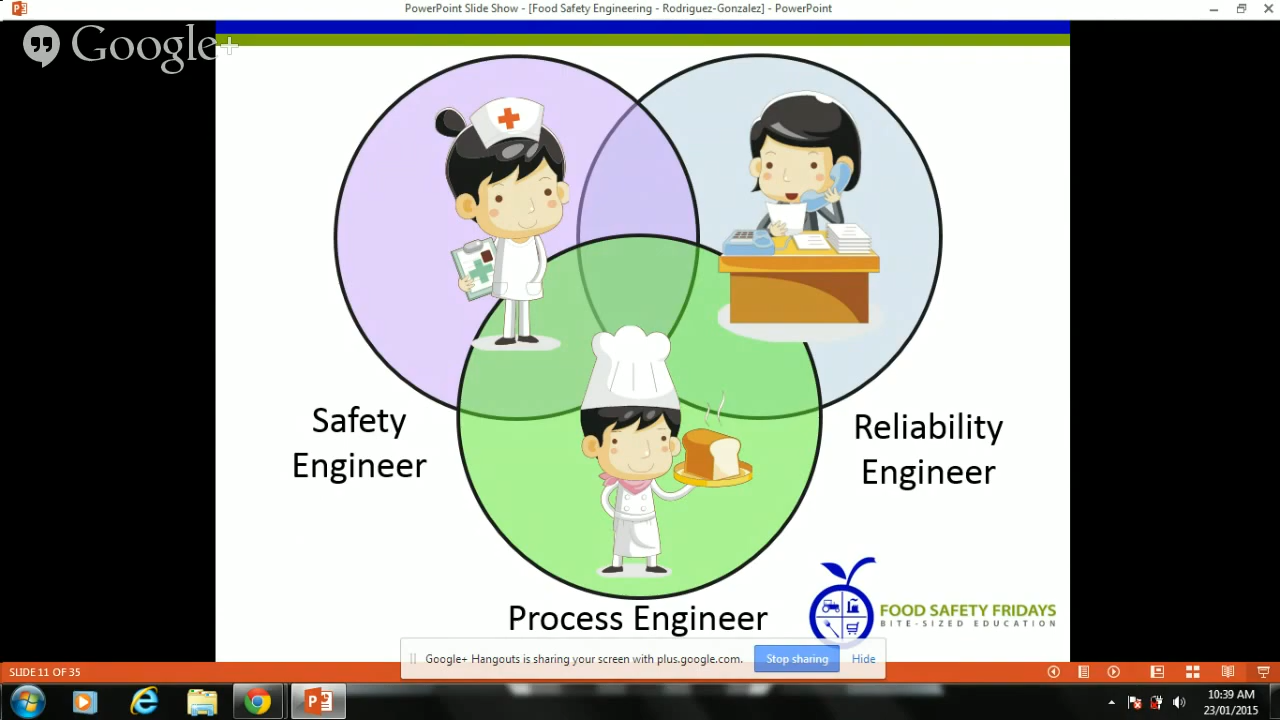 PowerPoint Slide Show - [Food Safety Engineering - Rodriguez-Gonzalez] - PowerPoint
Google+
Safety
Engineer
Reliability
Engineer
Process Engineer
FOOD SAFETY FRIDAYS
BITE-SIZED EDUCATION
Google+ Hangouts is sharing your screen with plus.google.com.
Stop sharing
Hide
SLIDE 11 OF 35
10:39 AM
23/01/2015